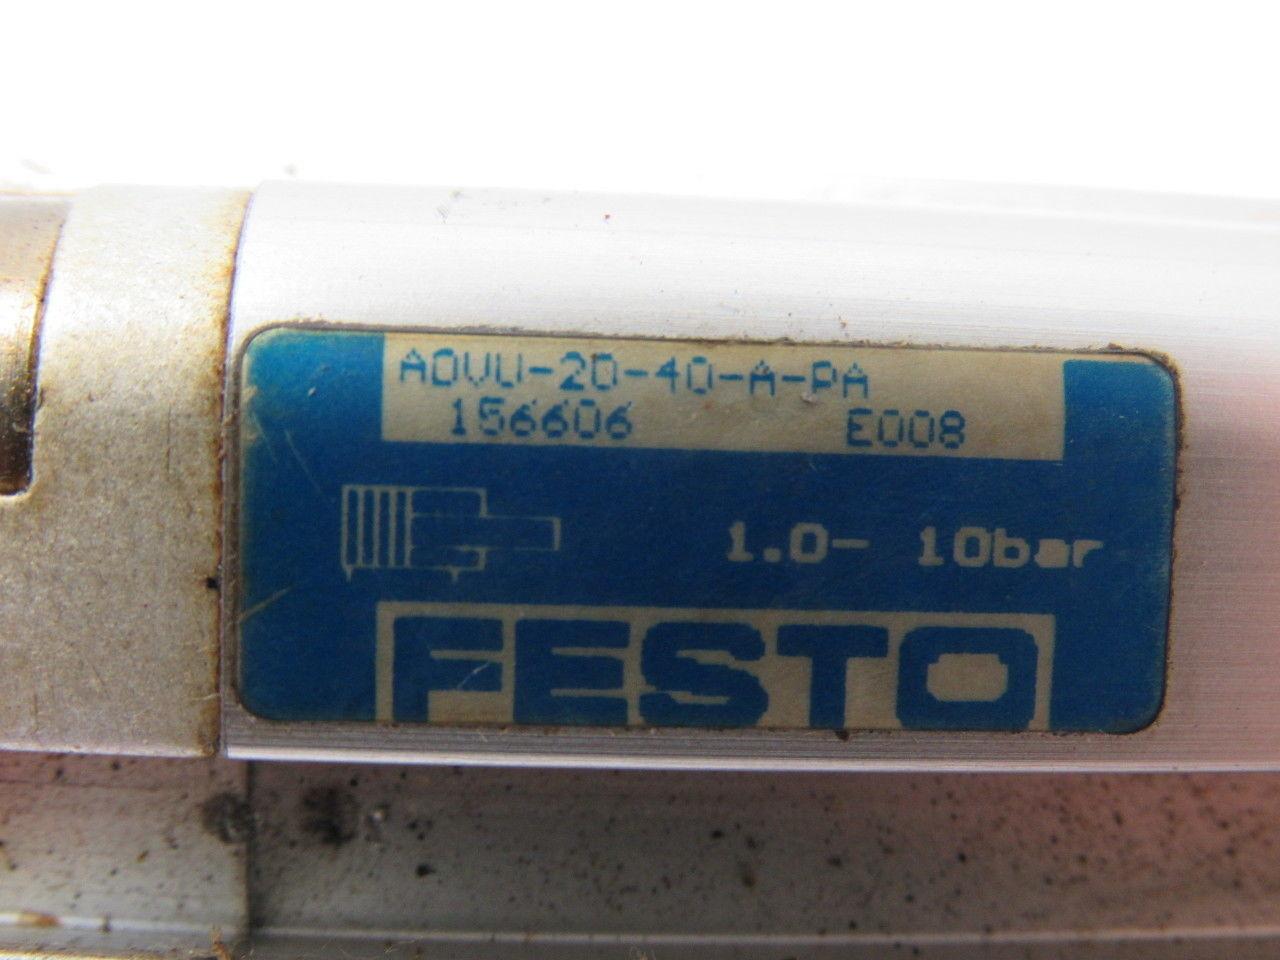 ADVU-20-40-A-PA
156606 E008
1.0- 10bar
FESTO